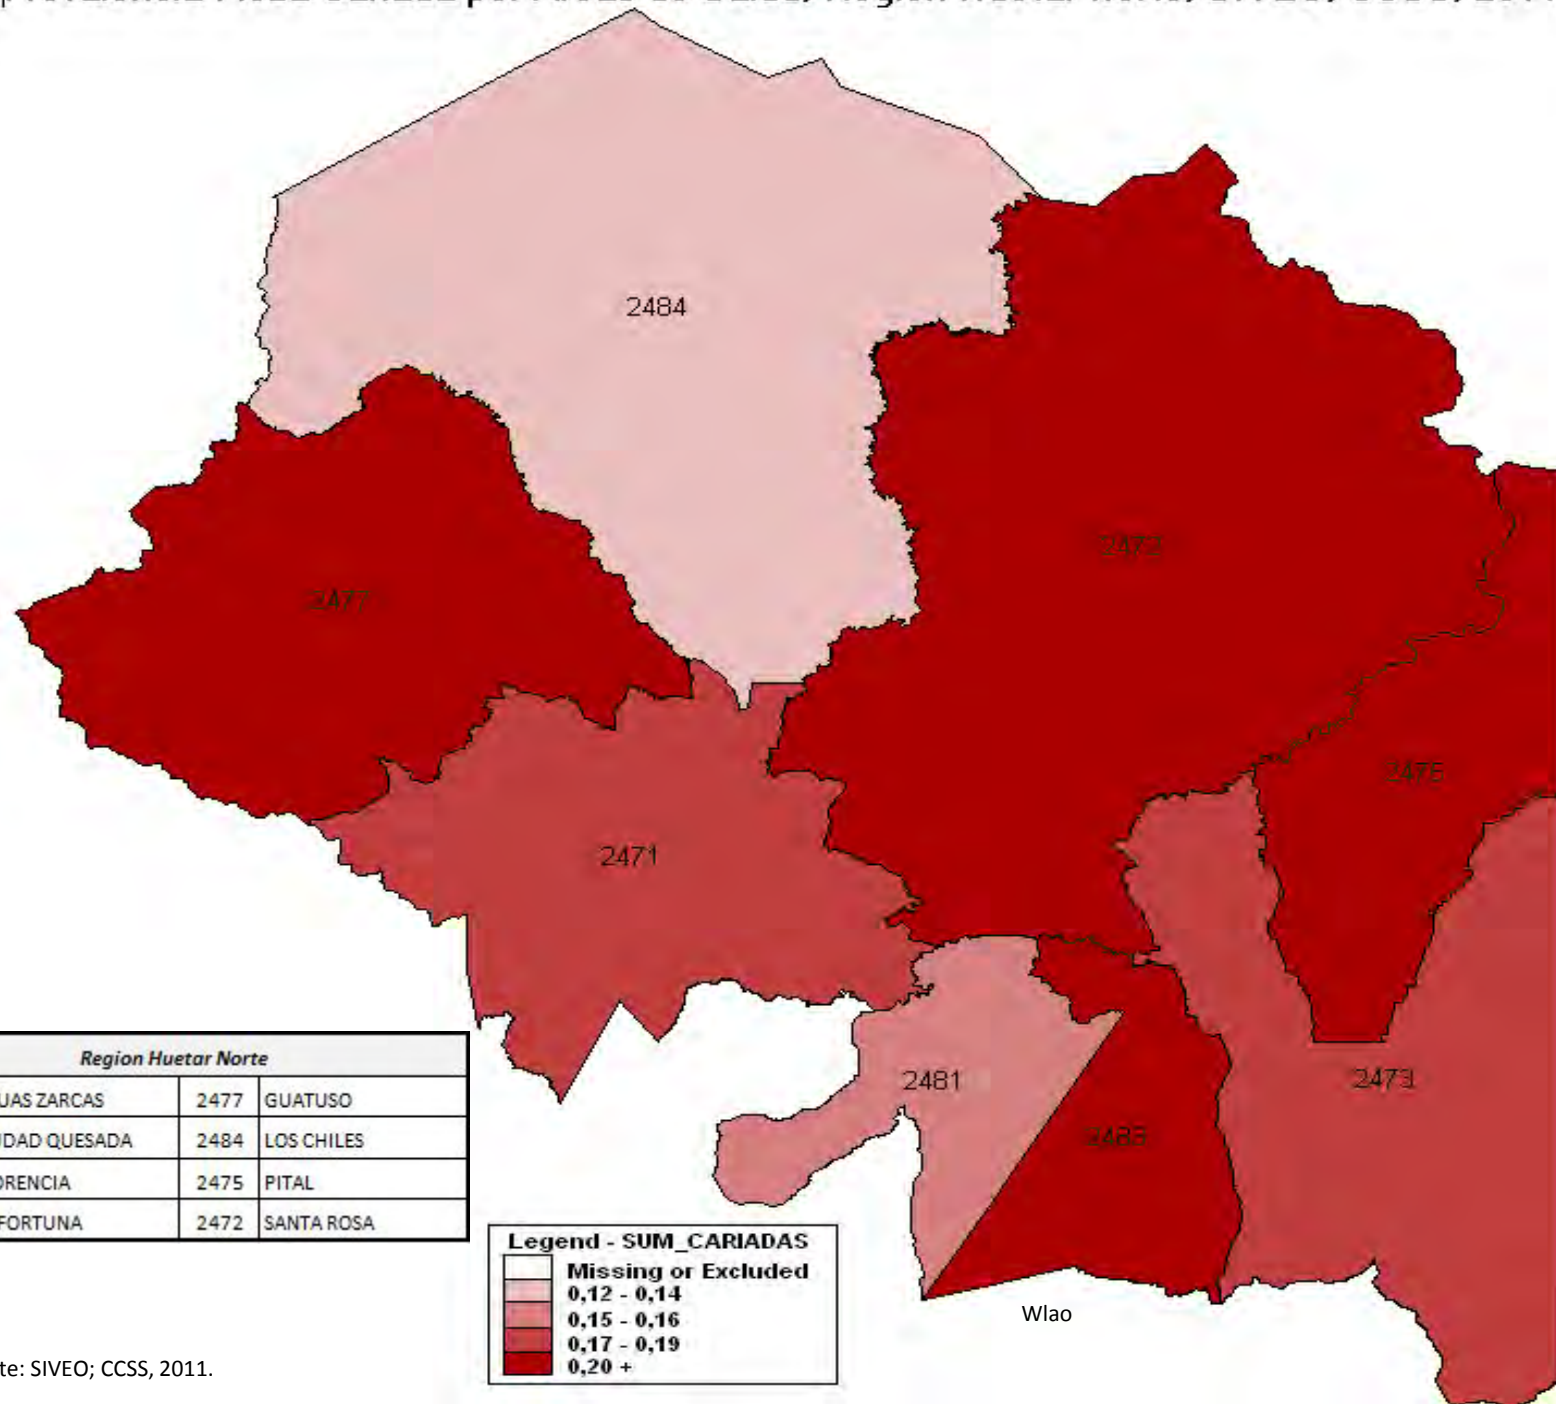 2484
2472
2477
2475
2471
2481
2473
2483
Region Huetar Norte
UAS ZARCAS 2477 GUATUSO
DAD QUESADA 2484 LOS CHILES
ORENCIA 2475 PITAL
FORTUNA 2472 SANTA ROSA
Legend - SUM_CARIADAS
Missing or Excluded
0,12 - 0,14
0,15 - 0,16
0,17 - 0,19
0,20 +
Wlao
te: SIVEO; CCSS, 2011.